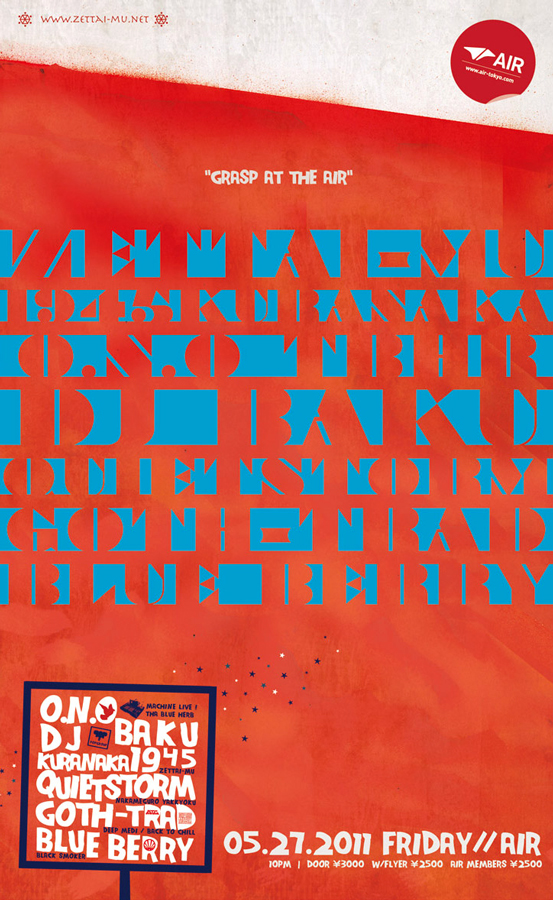 WWW.ZETTAI-MU.NET
AIR
www.air-tokyo.com
"GRASP AT THE AIR"
ZETTAI-MU
1945 KURANAKA
O.N.O THA BLUE HERB
DJ BAKU
QUIETSTORM
GOTH-TRAD
BLUE BERRY
O.N.O MACHINE LIVE! THA BLUE HERB
DJ BAKU
KURANAKA 1945
ZETTAI-MU
QUIETSTORM
NAKAMEGURO YAKKYOKU
GOTH-TRAD
DEEP MEDi / BACK TO CHILL
BLUE BERRY
BLACK SMOKER
05.27.2011 FRIDAY//AIR
10PM | DOOR ¥3000 W/FLYER ¥2500 AIR MEMBERS ¥2500